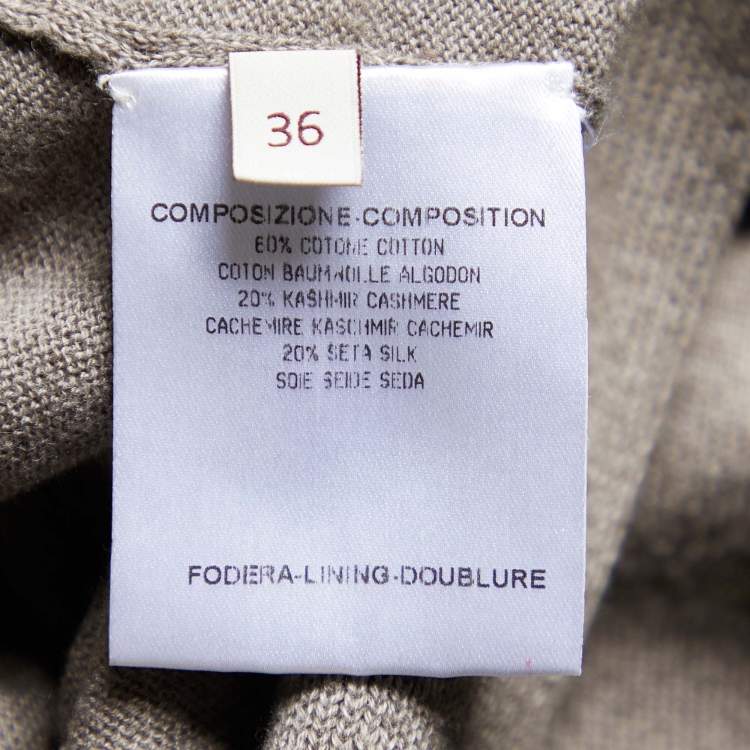 36
COMPOSIZIONE-COMPOSITION
60% COTONE COTTON
COTON BAUMWOLLE ALGODON
20% KASHMIR CASHMERE
CACHEMIRE KASCHMIR CACHEMIR
20% SETA SILK
SOIE SEIDE SEDA
FODERA-LINING-DOUBLURE